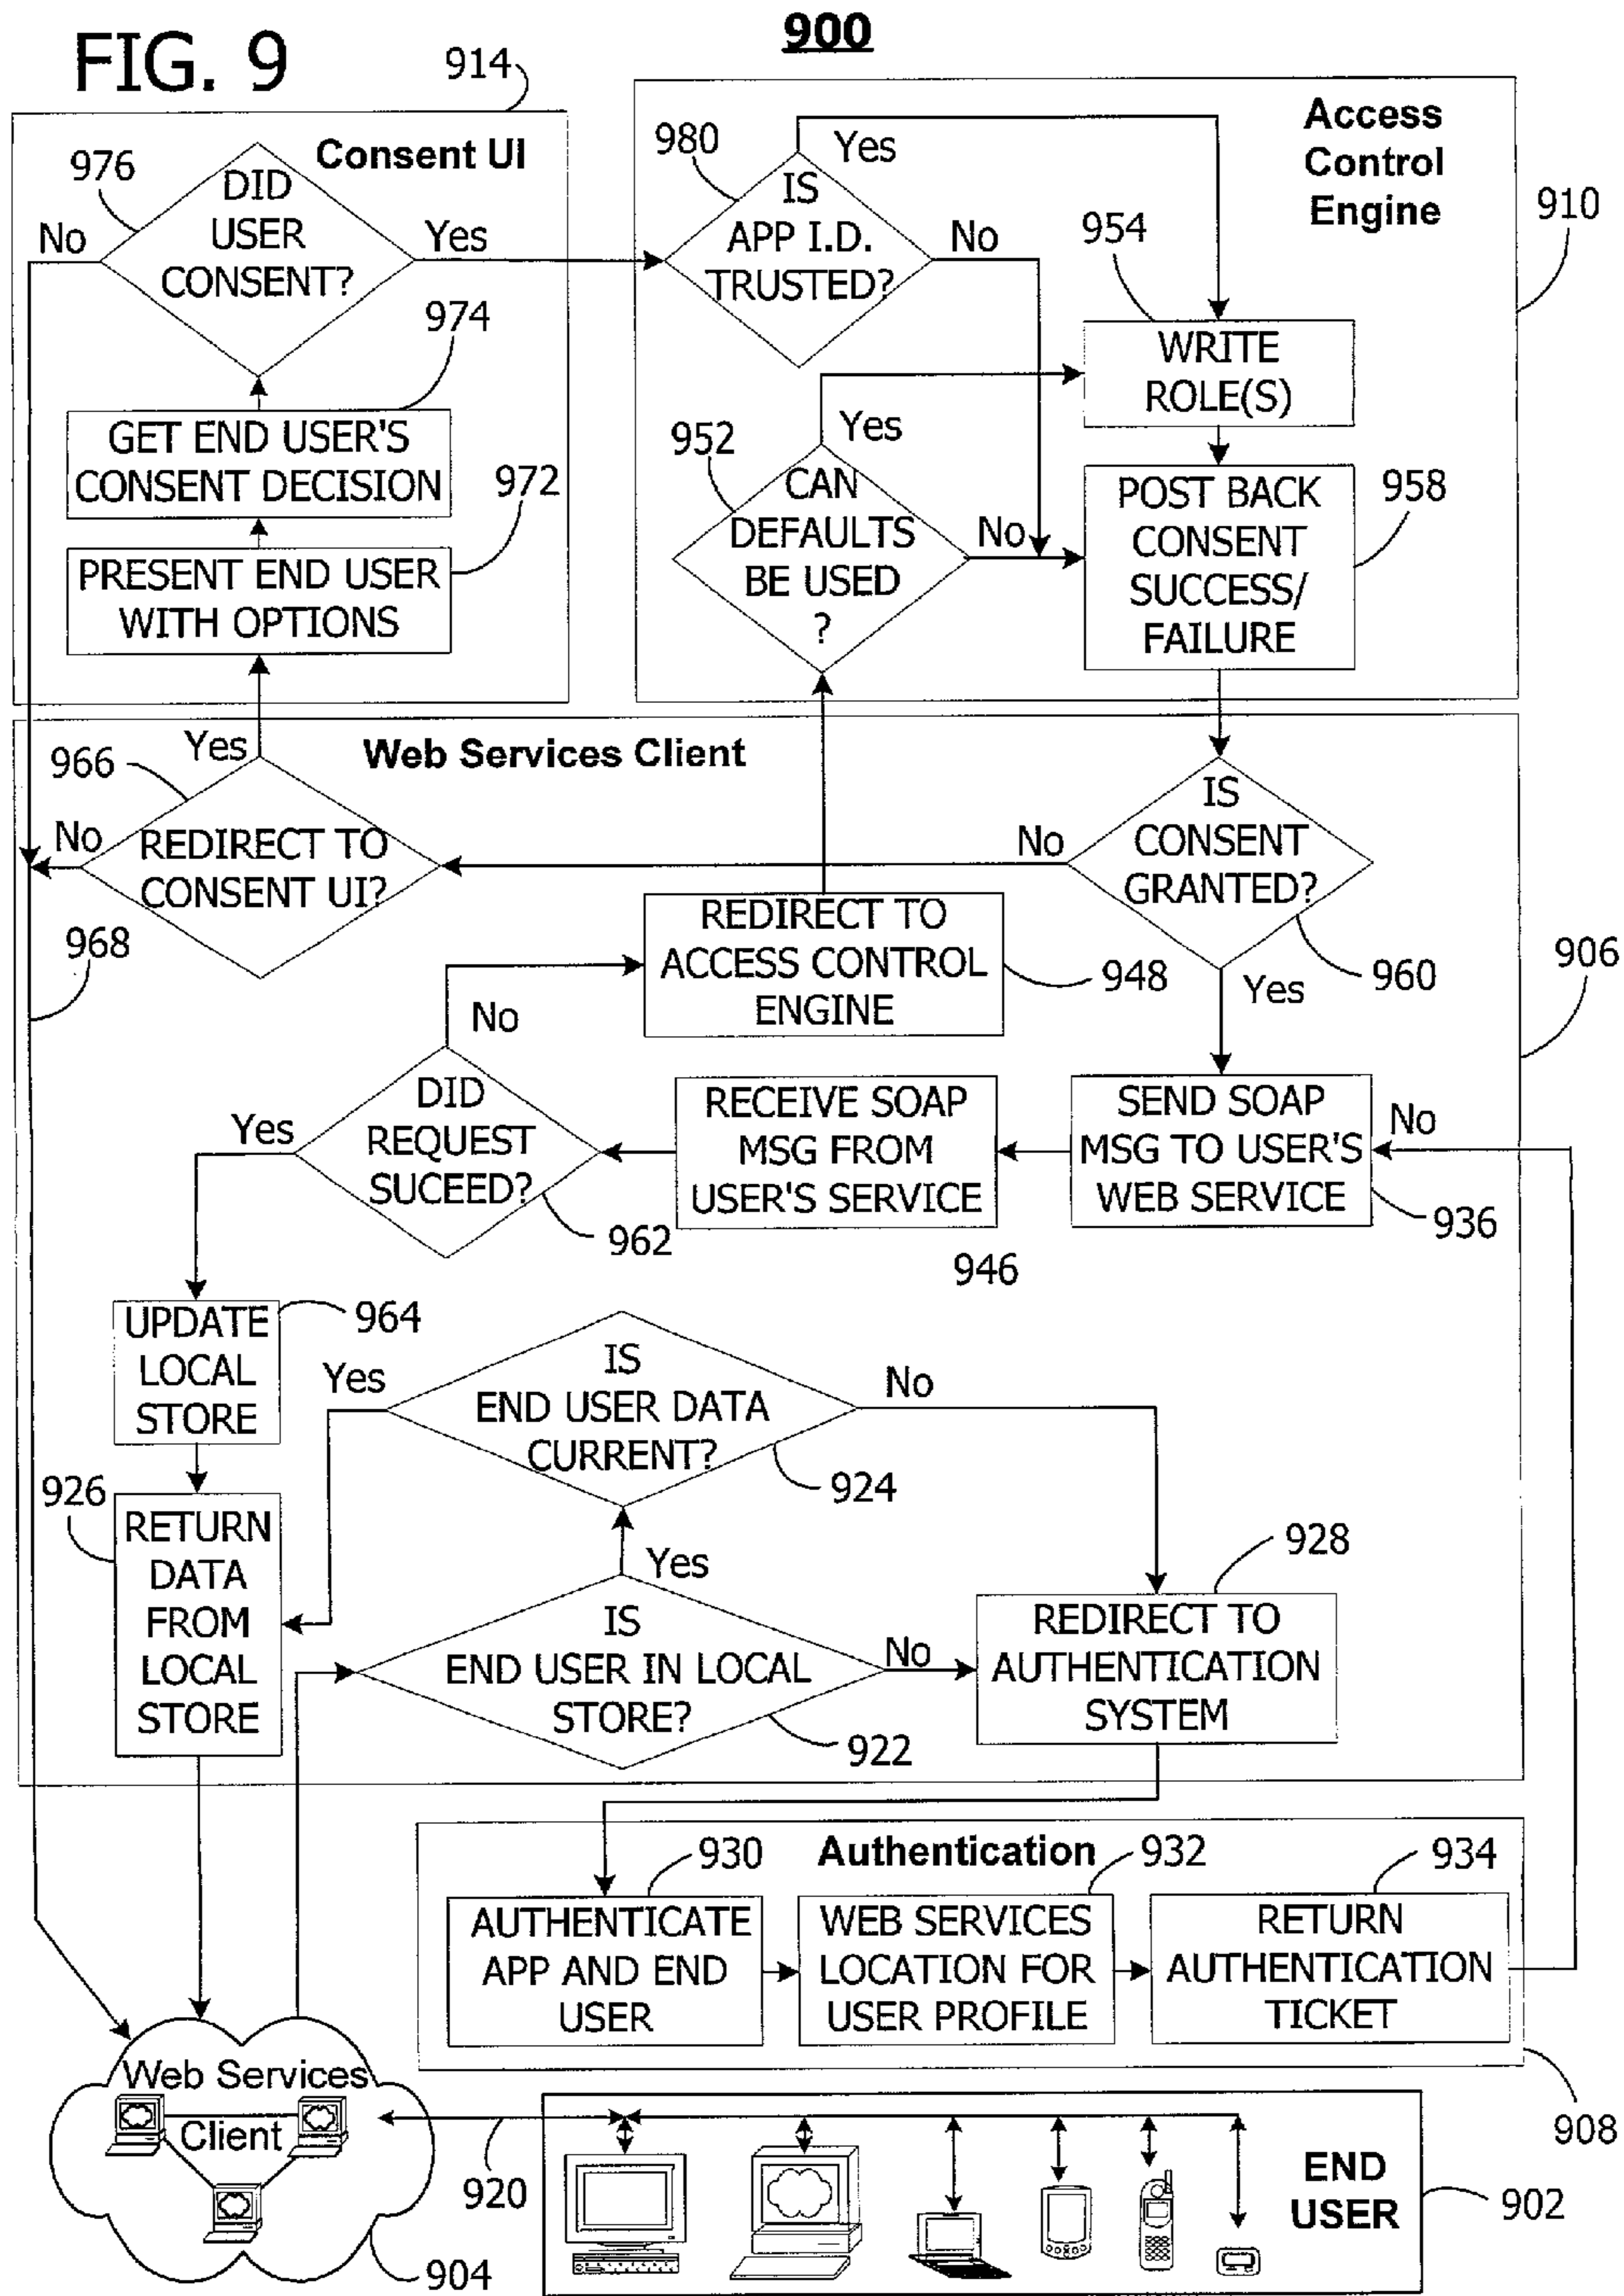 FIG. 9
900
914
Consent UI
976
DID
USER
CONSENT?
No
Yes
974
GET END USER'S
CONSENT DECISION
972
PRESENT END USER
WITH OPTIONS
Access
Control
Engine
910
980
Yes
IS
APP I.D.
TRUSTED?
No
954
WRITE
ROLE(S)
952
Yes
CAN
DEFAULTS
BE USED
?
No
POST BACK
CONSENT
SUCCESS/
FAILURE
958
Web Services Client
966
Yes
REDIRECT TO
CONSENT UI?
No
968
IS
CONSENT
GRANTED?
No
960
Yes
906
REDIRECT TO
ACCESS CONTROL
ENGINE
948
No
DID
REQUEST
SUCEED?
Yes
962
RECEIVE SOAP
MSG FROM
USER'S SERVICE
946
SEND SOAP
MSG TO USER'S
WEB SERVICE
No
936
UPDATE
LOCAL
STORE
964
IS
END USER DATA
CURRENT?
Yes
No
924
926
RETURN
DATA
FROM
LOCAL
STORE
Yes
IS
END USER IN LOCAL
STORE?
No
922
928
REDIRECT TO
AUTHENTICATION
SYSTEM
Authentication
930
AUTHENTICATE
APP AND END
USER
932
WEB SERVICES
LOCATION FOR
USER PROFILE
934
RETURN
AUTHENTICATION
TICKET
908
Web Services
Client
904
920
END
USER
902